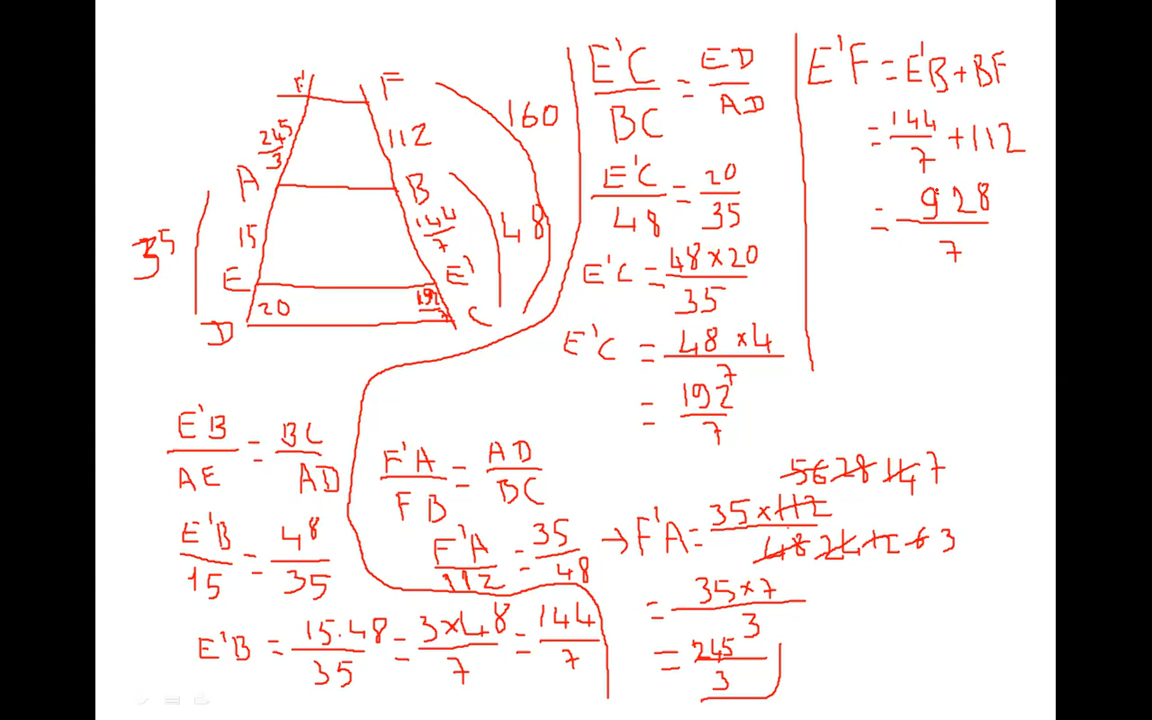 E' F
245/3 112 160
A B
35 15 144/7 48
E E'
20 192/7
D C
E'B/AE = BC/AD
E'B/15 = 48/35
E'B = 15.48/35 = 3×48/7 = 144/7
F'A/FB = AD/BC
F'A/112 = 35/48
→ F'A = 35×112/48
56 28 14 7
24 12 6 3
= 35×7/3
= 245/3
E'C/BC = ED/AD
E'C/48 = 20/35
E'C = 48×20/35
E'C = 48×4/7
= 192/7
E'F = E'B+BF
= 144/7 +112
= 928/7